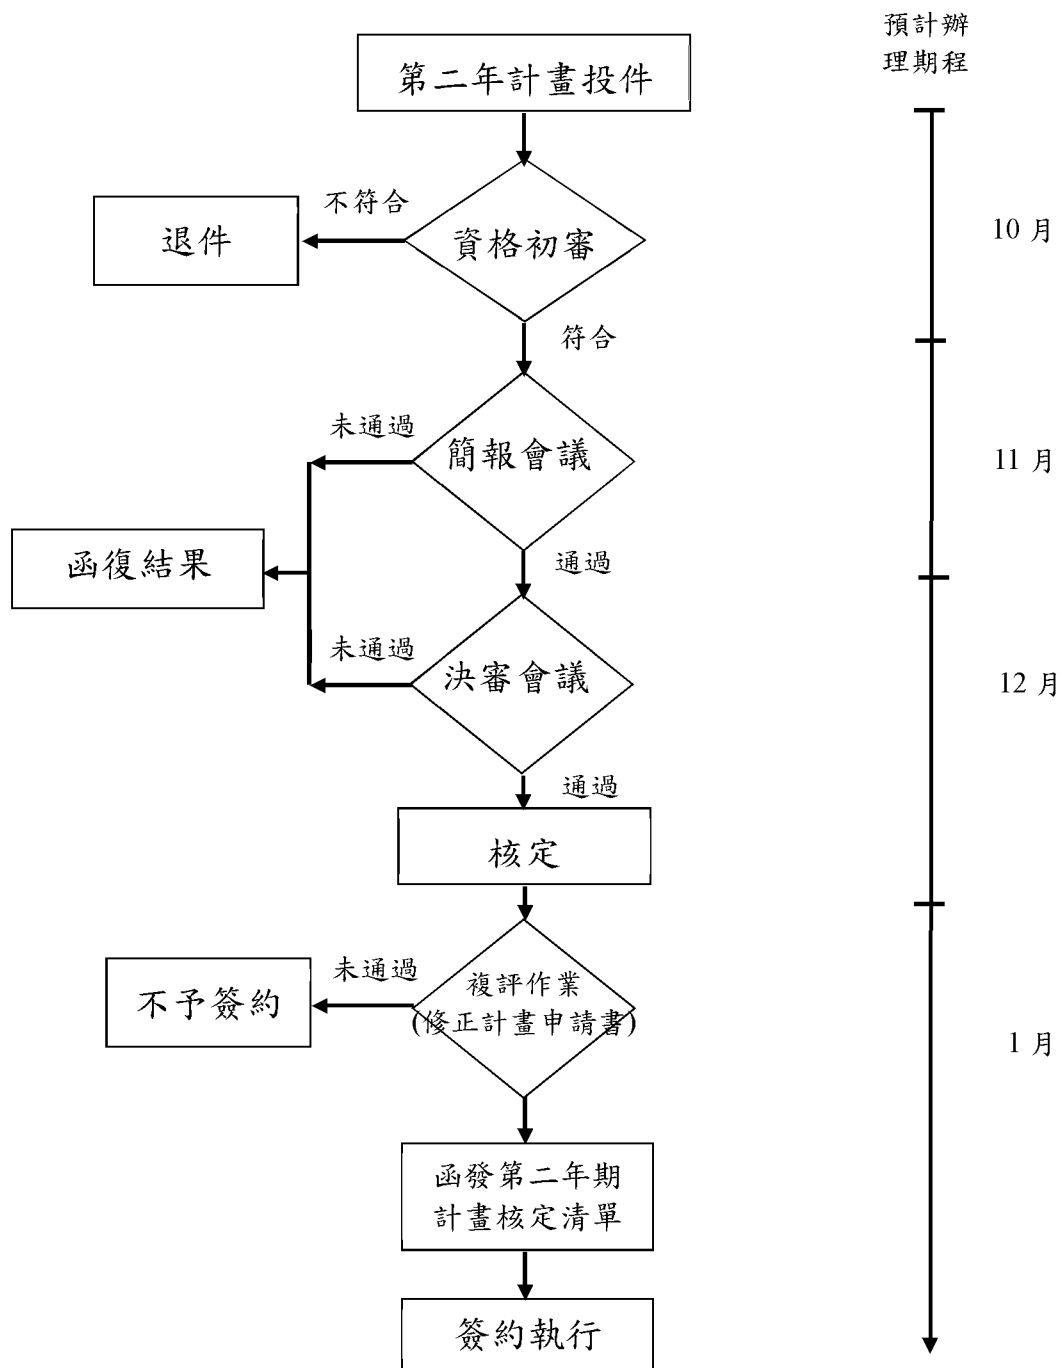 預計辦
理期程
第二年計畫投件
不符合
退件
資格初審
10 月
符合
未通過
簡報會議
11 月
函復結果
通過
未通過
決審會議
12 月
通過
核定
未通過
複評作業
不予簽約
(修正計畫申請書)
1 月
函發第二年期
計畫核定清單
簽約執行